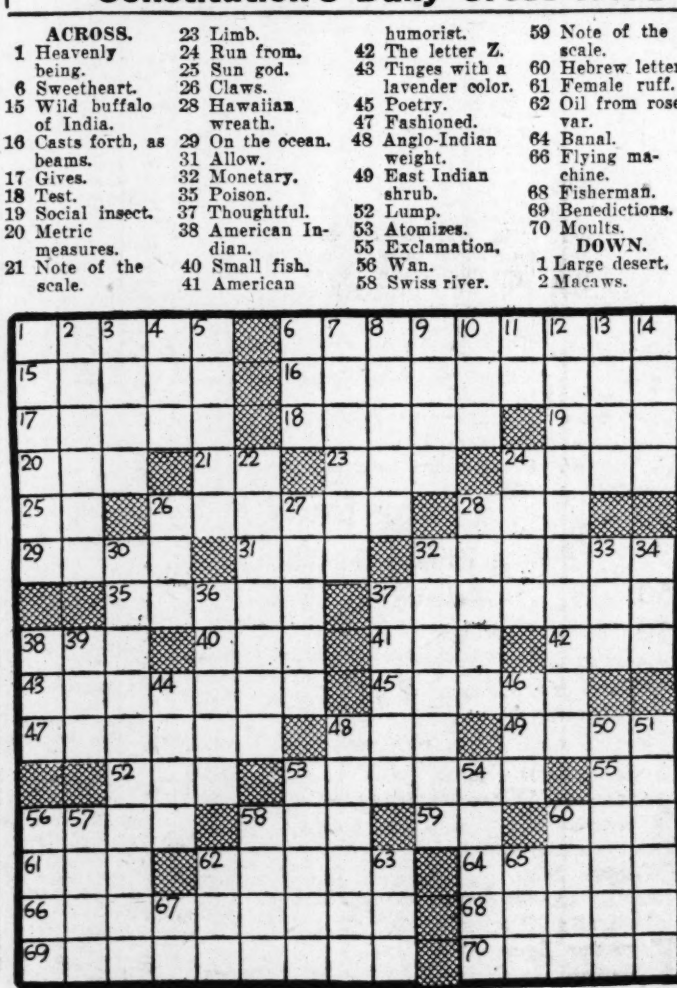 ACROSS.
1 Heavenly
being.
6 Sweetheart.
15 Wild buffalo
of India.
16 Casts forth, as
beams.
17 Gives.
18 Test.
19 Social insect.
20 Metric
measures.
21 Note of the
scale.
23 Limb.
24 Run from.
25 Sun god.
26 Claws.
28 Hawaiian
wreath.
29 On the ocean.
31 Allow.
32 Monetary.
35 Poison.
37 Thoughtful.
38 American In-
dian.
40 Small fish.
41 American
humorist.
42 The letter Z.
43 Tinges with a
lavender color.
45 Poetry.
47 Fashioned.
48 Anglo-Indian
weight.
49 East Indian
shrub.
52 Lump.
53 Atomizes.
55 Exclamation.
56 Wan.
58 Swiss river.
59 Note of the
scale.
60 Hebrew letter
61 Female ruff.
62 Oil from rose
var.
64 Banal.
66 Flying ma-
chine.
68 Fisherman.
69 Benedictions.
70 Moults.
DOWN.
1 Large desert.
2 Macaws.
1 2 3 4 5 6 7 8 9 10 11 12 13 14
15 16
17 18 19
20 21 22 23 24
25 26 27 28
29 30 31 32 33 34
35 36 37
38 39 40 41 42
43 44 45 46
47 48 49 50 51
52 53 54 55
56 57 58 59 60
61 62 63 64 65
66 67 68
69 70